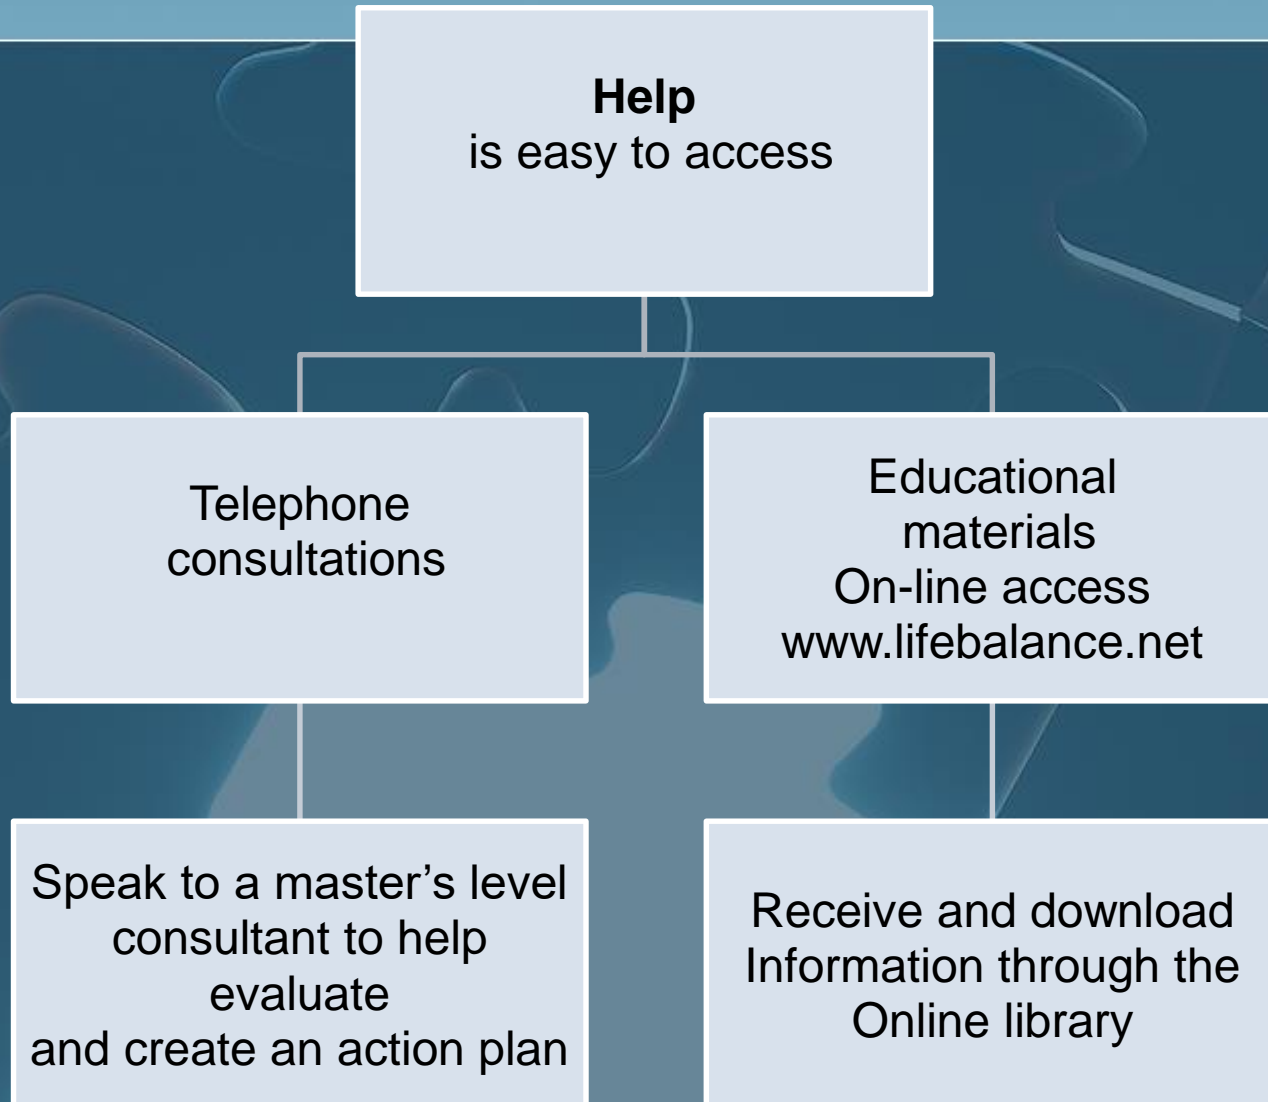 Help
is easy to access
Telephone
consultations
Educational
materials
On-line access
www.lifebalance.net
Speak to a master’s level
consultant to help
evaluate
and create an action plan
Receive and download
Information through the
Online library